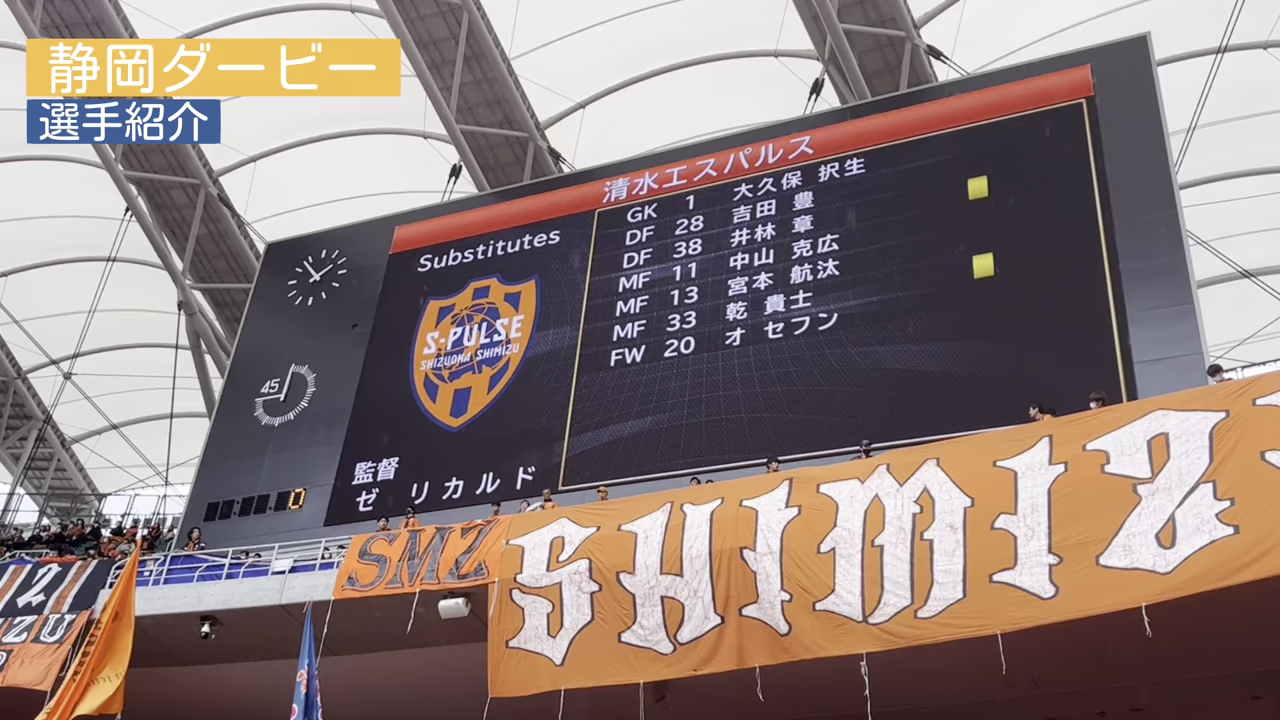 静岡ダービー
選手紹介
清水エスパルス
Substitutes
GK 1 大久保 択生
DF 28 吉田 豊
DF 38 井林 章
MF 11 中山 克広
MF 13 宮本 航汰
MF 33 乾 貴士
FW 20 オ セフン
S-PULSE
SHIZUOKA SHIMIZU
45
監督
ゼ リカルド
0
SMZ
SHIMIZ
2
ZU